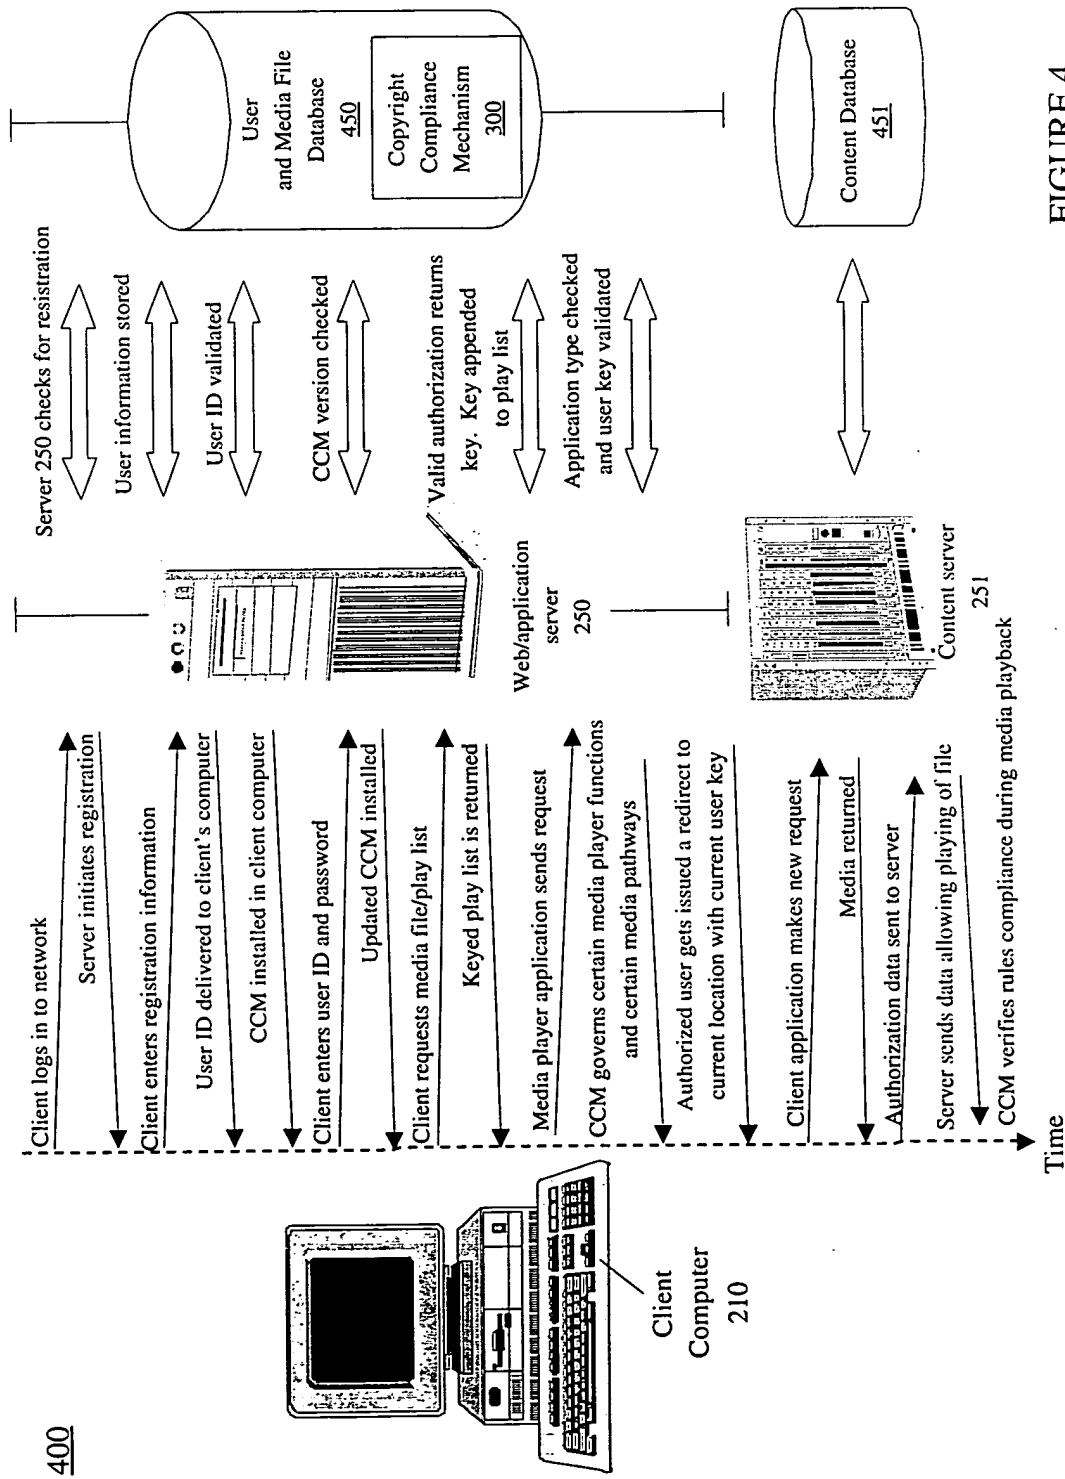 400
Client
Computer
210
Time
Client logs in to network
Server initiates registration
Client enters registration information
User ID delivered to client's computer
CCM installed in client computer
Client enters user ID and password
Updated CCM installed
Client requests media file/play list
Keyed play list is returned
Media player application sends request
CCM governs certain media player functions
and certain media pathways
Authorized user gets issued a redirect to
current location with current user key
Client application makes new request
Media returned
Authorization data sent to server
Server sends data allowing playing of file
CCM verifies rules compliance during media playback
Web/application
server
250
Content server
251
Server 250 checks for resistration
User information stored
User ID validated
CCM version checked
Valid authorization returns
key. Key appended
to play list
Application type checked
and user key validated
User
and Media File
Database
450
Copyright
Compliance
Mechanism
300
Content Database
451
FIGURE 4